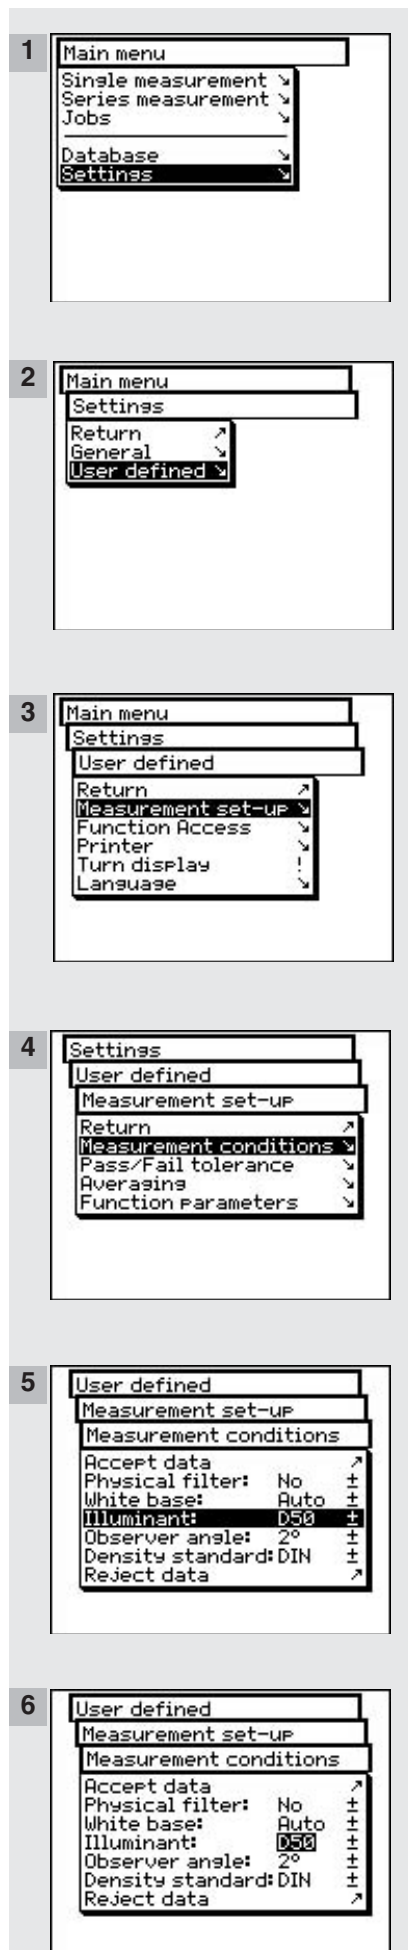 1
Main menu
Single measurement ↘
Series measurement ↘
Jobs ↘
Database ↘
Settings ↘
2
Main menu
Settings
Return ↗
General ↘
User defined ↘
3
Main menu
Settings
User defined
Return ↗
Measurement set-up ↘
Function Access ↘
Printer ↘
Turn display !
Language ↘
4
Settings
User defined
Measurement set-up
Return ↗
Measurement conditions ↘
Pass/Fail tolerance ↘
Averaging ↘
Function parameters ↘
5
User defined
Measurement set-up
Measurement conditions
Accept data ↗
Physical filter: No ±
White base: Auto ±
Illuminant: D50 ±
Observer angle: 2° ±
Density standard: DIN ±
Reject data ↗
6
User defined
Measurement set-up
Measurement conditions
Accept data ↗
Physical filter: No ±
White base: Auto ±
Illuminant: D50 ±
Observer angle: 2° ±
Density standard: DIN ±
Reject data ↗